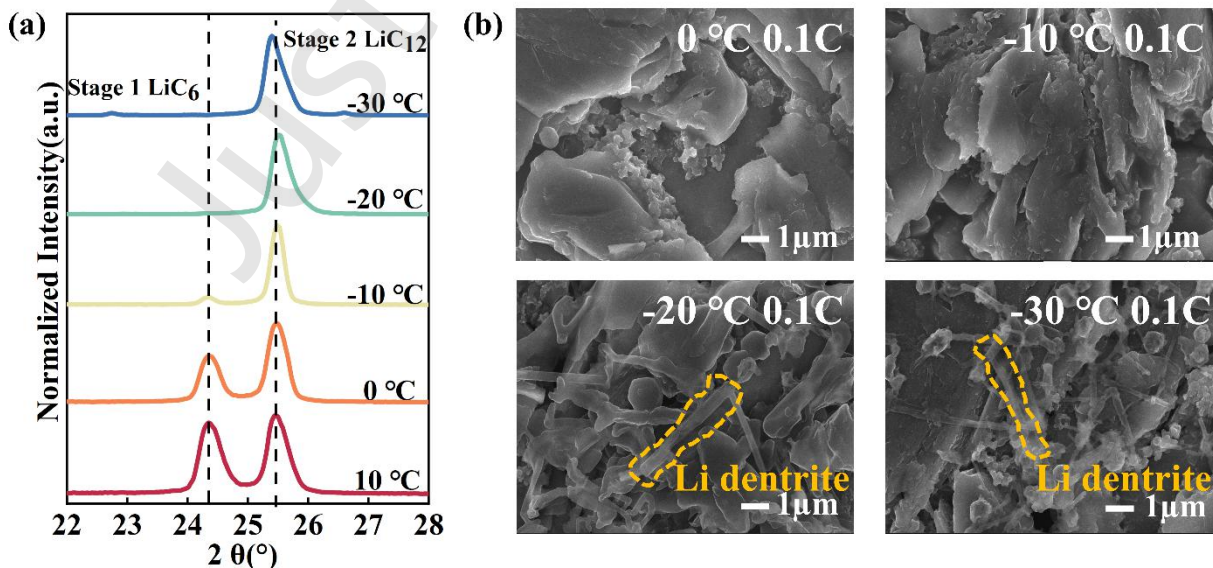 (a)
Stage 1 LiC6
Stage 2 LiC12
-30 °C
-20 °C
-10 °C
0 °C
10 °C
Normalized Intensity(a.u.)
22 23 24 25 26 27 28
2 θ(°)
Just
(b)
0 °C 0.1C
1μm
-10 °C 0.1C
1μm
-20 °C 0.1C
Li dentrite
1μm
-30 °C 0.1C
Li dentrite
1μm